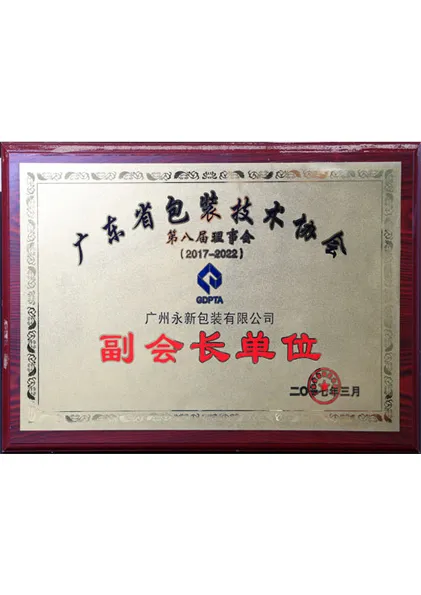 广东省包装技术协会
第八届理事会
(2017-2022)
GDPTA
广州永新包装有限公司
副会长单位
二〇一七年三月